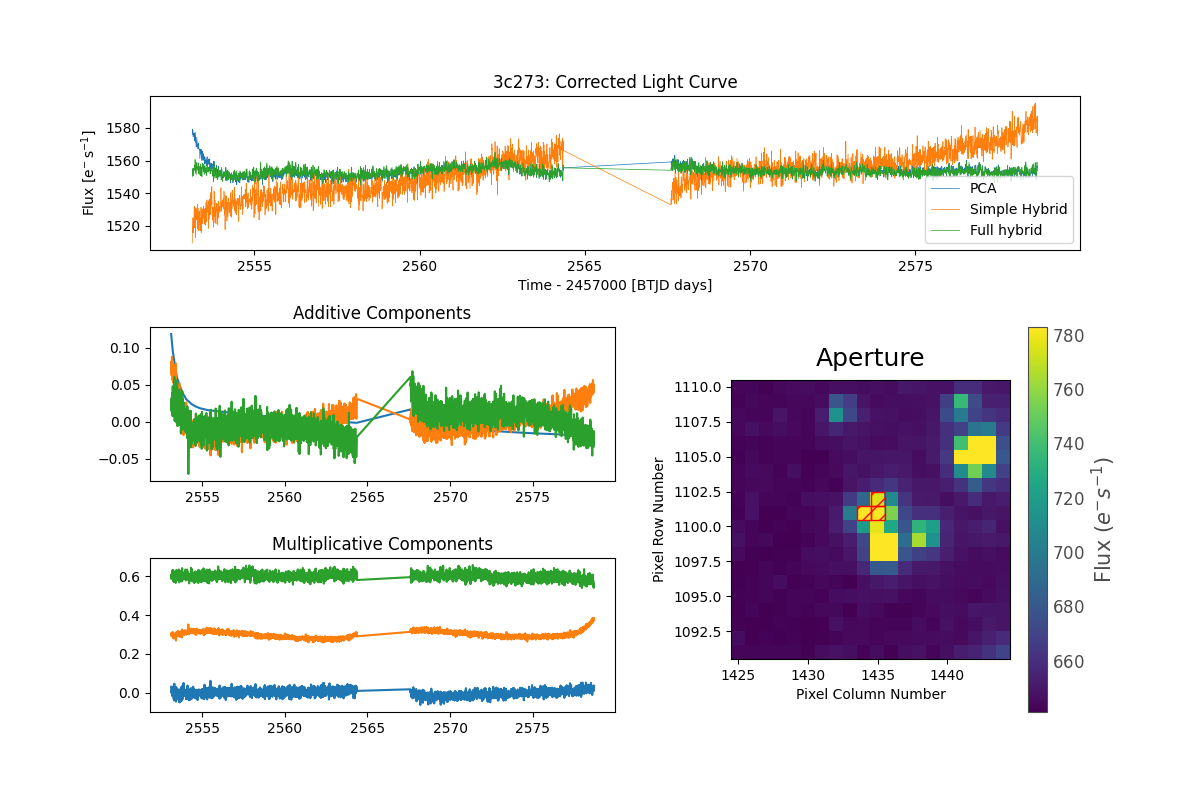 3c273: Corrected Light Curve
Flux [e⁻ s⁻¹]
1580
1560
1540
1520
PCA
Simple Hybrid
Full hybrid
2555 2560 2565 2570 2575
Time - 2457000 [BTJD days]
Additive Components
0.10
0.05
0.00
−0.05
2555 2560 2565 2570 2575
Multiplicative Components
0.6
0.4
0.2
0.0
2555 2560 2565 2570 2575
Aperture
Pixel Row Number
1110.0
1107.5
1105.0
1102.5
1100.0
1097.5
1095.0
1092.5
1425 1430 1435 1440
Pixel Column Number
780
760
740
720
700
680
660
Flux (e⁻s⁻¹)